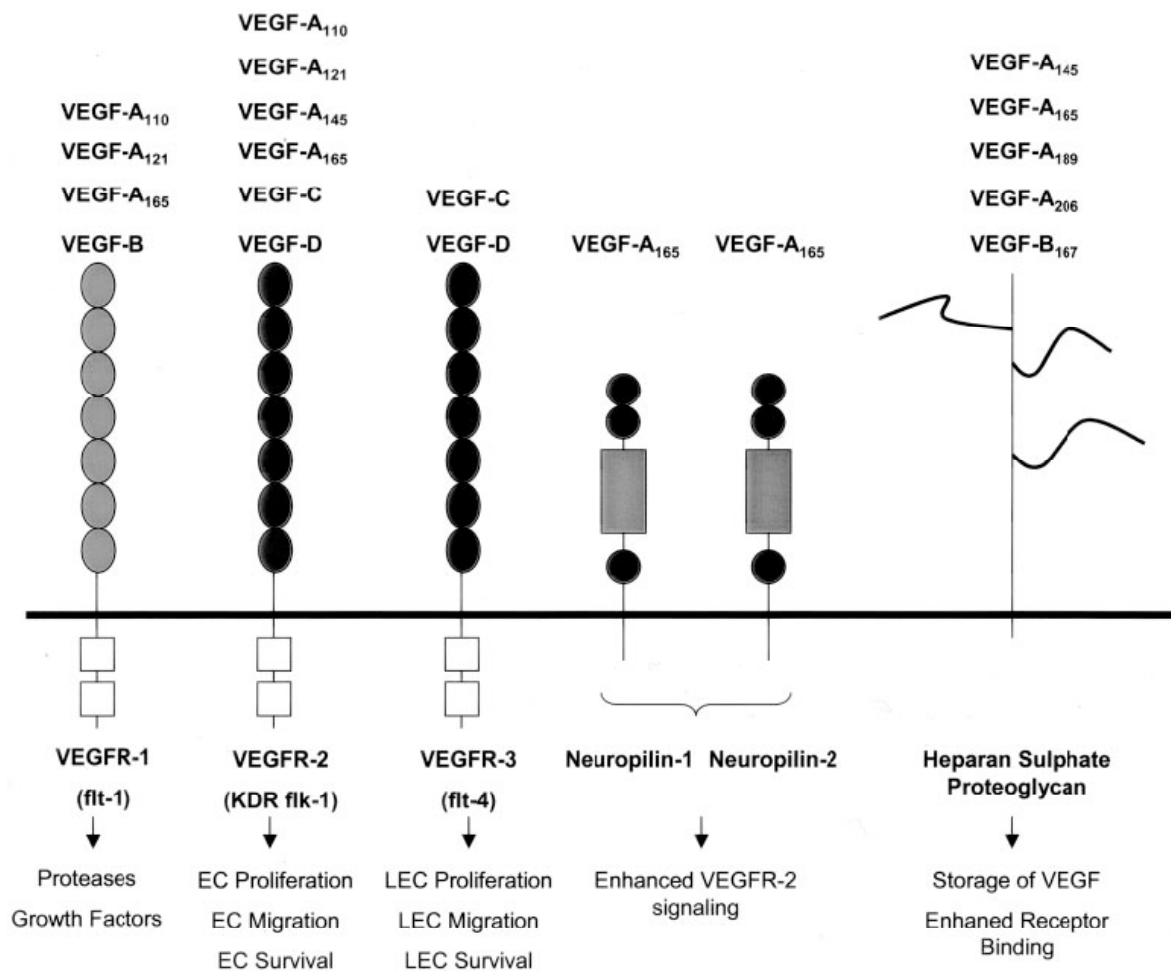 VEGF-A110
VEGF-A121
VEGF-A165
VEGF-B
VEGF-A110
VEGF-A121
VEGF-A145
VEGF-A165
VEGF-C
VEGF-D
VEGF-C
VEGF-D
VEGF-A165
VEGF-A165
VEGF-A145
VEGF-A165
VEGF-A189
VEGF-A206
VEGF-B167
VEGFR-1
(flt-1)
Proteases
Growth Factors
VEGFR-2
(KDR flk-1)
EC Proliferation
EC Migration
EC Survival
VEGFR-3
(flt-4)
LEC Proliferation
LEC Migration
LEC Survival
Neuropilin-1
Neuropilin-2
Enhanced VEGFR-2
signaling
Heparan Sulphate
Proteoglycan
Storage of VEGF
Enhaned Receptor
Binding